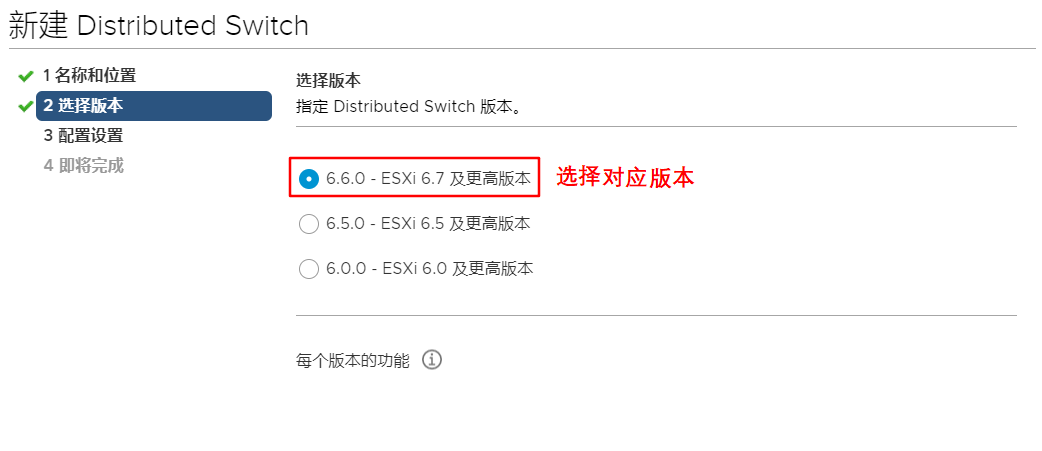 新建 Distributed Switch
1 名称和位置
2 选择版本
3 配置设置
4 即将完成
选择版本
指定 Distributed Switch 版本。
6.6.0 - ESXi 6.7 及更高版本
选择对应版本
6.5.0 - ESXi 6.5 及更高版本
6.0.0 - ESXi 6.0 及更高版本
每个版本的功能